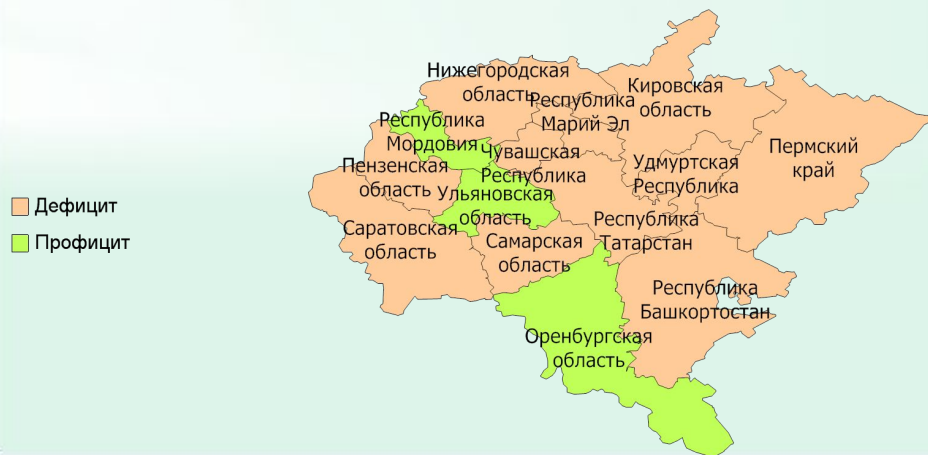 Нижегородская
область
Республика
Марий Эл
Кировская
область
Пермский
край
Республика
Мордовия
Чувашская
Республика
Удмуртская
Республика
Пензенская
область
Ульяновская
область
Республика
Татарстан
Саратовская
область
Самарская
область
Республика
Башкортостан
Оренбургская
область
Дефицит
Профицит